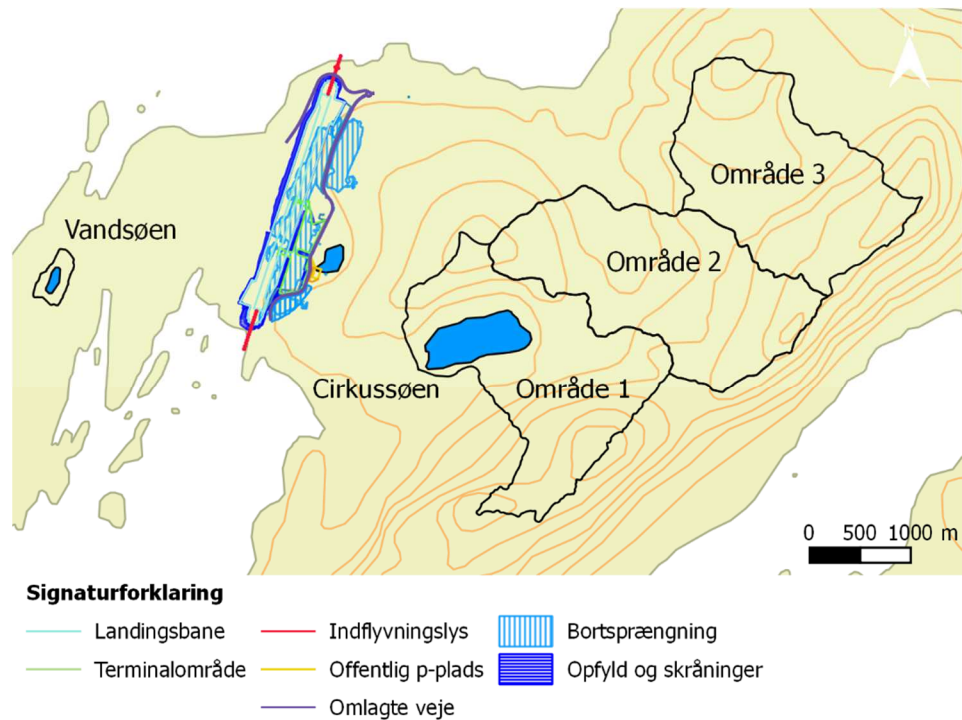 N
Område 3
Vandsøen
Område 2
Cirkussøen
Område 1
0 500 1000 m
Signaturforklaring
Landingsbane
Indflyvningslys
Bortsprængning
Terminalområde
Offentlig p-plads
Opfyld og skråninger
Omlagte veje